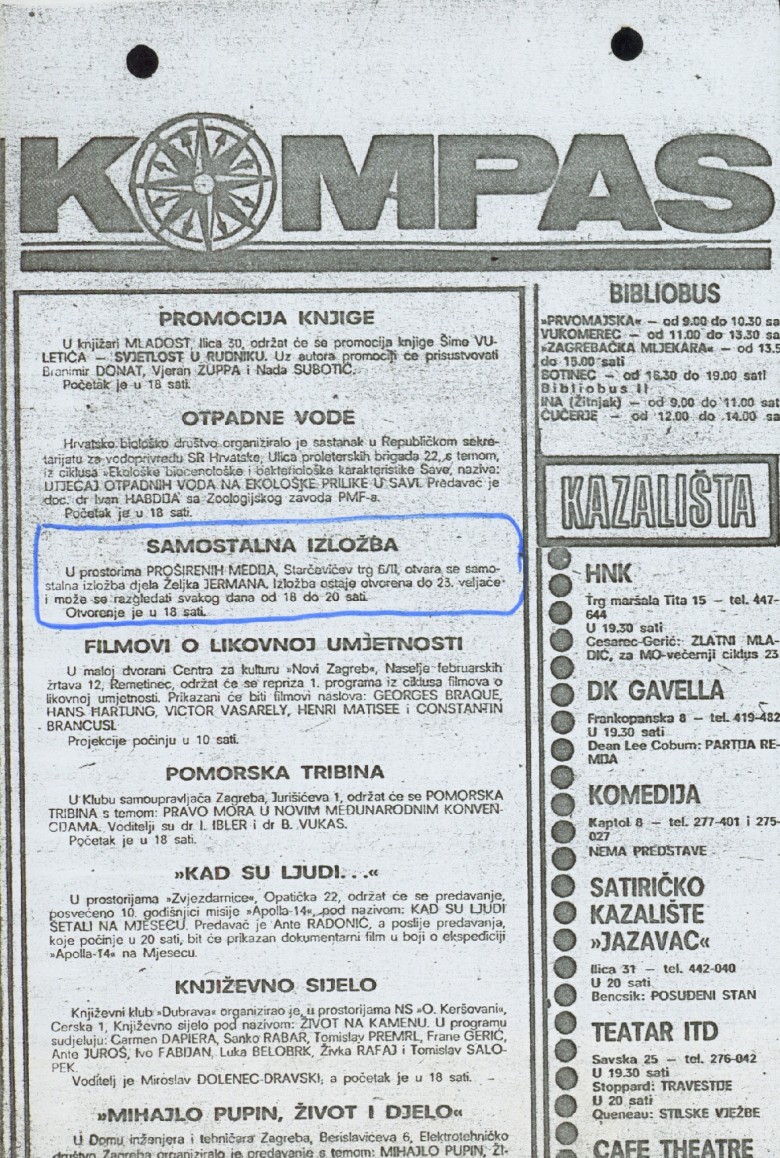 KOMPAS
PROMOCIJA KNJIGE
U knjižari MLADOST, Ilica 30, održat će se promocija knjige Šime VU-
LETIĆA — SVJETLOST U RUDNIKU. Uz autora promociji će prisustvovati
Branimir DONAT, Vjeran ZUPPA i Nada SUBOTIĆ.
Početak je u 18 sati.
OTPADNE VODE
Hrvatsko biološko društvo organiziralo je sastanak u Republičkom sekre-
tarijatu za vodoprivredu SR Hrvatske, Ulica proleterskih brigada 22, s temom,
iz ciklusa »Ekološke biocenološke i bakteriološke karakteristike Save, naziva:
UTJECAJ OTPADNIH VODA NA EKOLOŠKE PRILIKE U SAVI. Predavač je
doc. dr Ivan HABDIJA sa Zoologijskog zavoda PMF-a.
Početak je u 18 sati.
SAMOSTALNA IZLOŽBA
U prostorima PROŠIRENIH MEDIJA, Starčevićev trg 6/II, otvara se samo-
stalna izložba djela Željka JERMANA. Izložba ostaje otvorena do 23. veljače
i može se razgledati svakog dana od 18 do 20 sati.
Otvorenje je u 18 sati.
FILMOVI O LIKOVNOJ UMJETNOSTI
U maloj dvorani Centra za kulturu »Novi Zagreb«, Naselje februarskih
žrtava 12, Remetinec, održat će se repriza 1. programa iz ciklusa filmova o
likovnoj umjetnosti. Prikazani će biti filmovi naslova: GEORGES BRAQUE,
HANS HARTUNG, VICTOR VASARELY, HENRI MATISEE i CONSTANTIN
BRANCUSI.
Projekcije počinju u 10 sati.
POMORSKA TRIBINA
U Klubu samoupravljača Zagreba, Jurišićeva 1, održat će se POMORSKA
TRIBINA s temom: PRAVO MORA U NOVIM MEĐUNARODNIM KONVEN-
CIJAMA. Voditelji su dr I. IBLER i dr B. VUKAS.
Početak je u 18 sati.
»KAD SU LJUDI...«
U prostorijama »Zvjezdarnice«, Opatička 22, održat će se predavanje,
posvećeno 10. godišnjici misije »Apolla-14«, pod nazivom: KAD SU LJUDI
ŠETALI NA MJESECU. Predavač je Ante RADONIĆ, a poslije predavanja,
koje počinje u 20 sati, bit će prikazan dokumentarni film u boji o ekspediciji
»Apolla-14« na Mjesecu.
KNJIŽEVNO SIJELO
Književni klub »Dubrava« organizirao je, u prostorijama NS »O. Keršovani«,
Cerska 1, Književno sijelo pod nazivom: ŽIVOT NA KAMENU. U programu
sudjeluju: Carmen DAPIERA, Sanko RABAR, Tomislav PREMRL, Frane GERIĆ,
Ante JUROŠ, Ivo FABIJAN, Luka BELOBRK, Živka RAFAJ i Tomislav SALO-
PEK.
Voditelj je Miroslav DOLENEC-DRAVSKI, a početak je u 18 sati.
»MIHAJLO PUPIN, ŽIVOT I DJELO«
U Domu inženjera i tehničara Zagreba, Berislavićeva 6, Elektrotehničko
društvo Zagreba organiziralo je predavanje s temom: MIHAJLO PUPIN, ŽI-
BIBLIOBUS
»PRVOMAJSKA« — od 9.00 do 10.30 sa
VUKOMEREC — od 11.00 do 13.30 sa
»ZAGREBAČKA MLJEKARA« — od 13.5
do 15.00 sati
BOTINEC — od 16.30 do 19.00 sati
Bibliobus II
INA (Žitnjak) — od 9.00 do 11.00 sat
ČUČERJE — od 12.00 do 14.00 sa
KAZALIŠTA
HNK
Trg maršala Tita 15 — tel. 447-
644
U 19.30 sati
Cesarec-Gerić: ZLATNI MLA-
DIĆ, za MO-večernji ciklus 23
DK GAVELLA
Frankopanska 8 — tel. 419-482
U 19.30 sati
Dean Lee Coburn: PARTIJA RE-
MIJA
KOMEDIJA
Kaptol 8 — tel. 277-401 i 275-
027
NEMA PREDSTAVE
SATIRIČKO
KAZALIŠTE
»JAZAVAC«
Ilica 31 — tel. 442-040
U 20 sati
Bencsik: POSUĐENI STAN
TEATAR ITD
Savska 25 — tel. 276-042
U 19.30 sati
Stoppard: TRAVESTIJE
U 20 sati
Queneau: STILSKE VJEŽBE
CAFE THEATRE